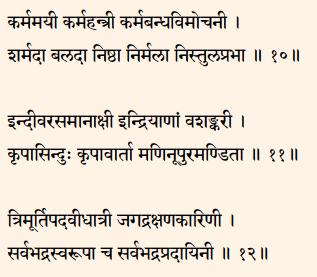 कर्ममयी कर्महन्त्री कर्मबन्धविमोचनी ।
शर्मदा बलदा निष्ठा निर्मला निस्तुलप्रभा ॥ १०॥
इन्दीवरसमानाक्षी इन्द्रियाणां वशङ्करी ।
कृपासिन्दुः कृपावार्ता मणिनूपुरमण्डिता ॥ ११॥
त्रिमूर्तिपदवीधात्री जगद्रक्षणकारिणी ।
सर्वभद्रस्वरूपा च सर्वभद्रप्रदायिनी ॥ १२॥